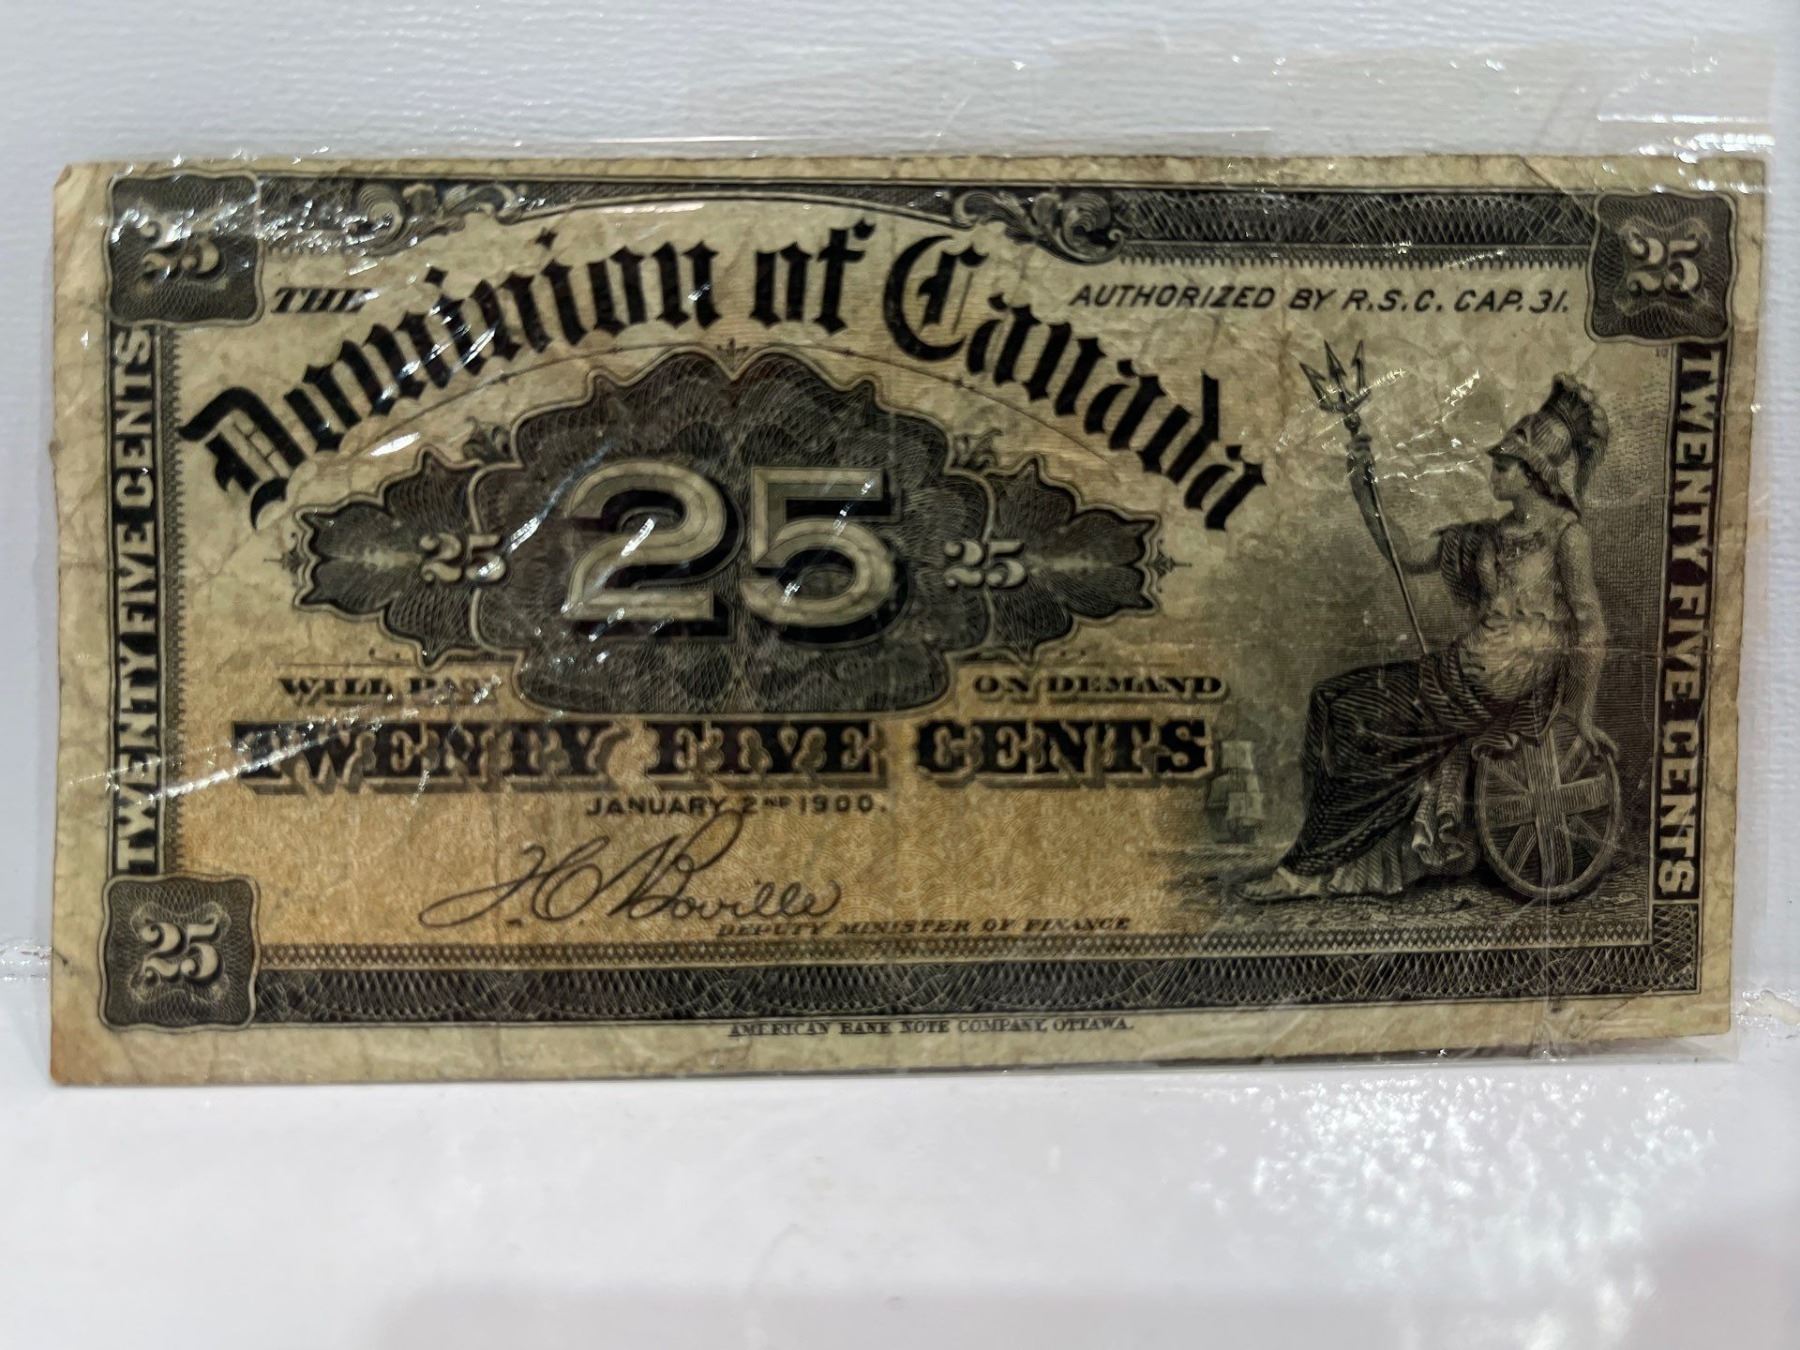 25
25
THE
Dominion of Canada
AUTHORIZED BY R.S.C. CAP. 31.
10
TWENTY FIVE CENTS
25
25
25
TWENTY FIVE CENTS
WILL PAY
ON DEMAND
TWENTY FIVE CENTS
JANUARY 2ND 1900.
Boville
DEPUTY MINISTER OF FINANCE
25
AMERICAN BANK NOTE COMPANY, OTTAWA.